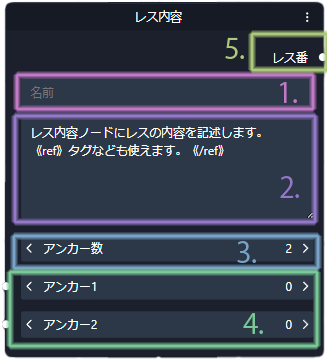 レス内容
5. レス番
名前 1.
レス内容ノードにレスの内容を記述します。
《ref》タグなども使えます。《/ref》
2.
アンカー数 3. 2
アンカー1 0
アンカー2 4. 0